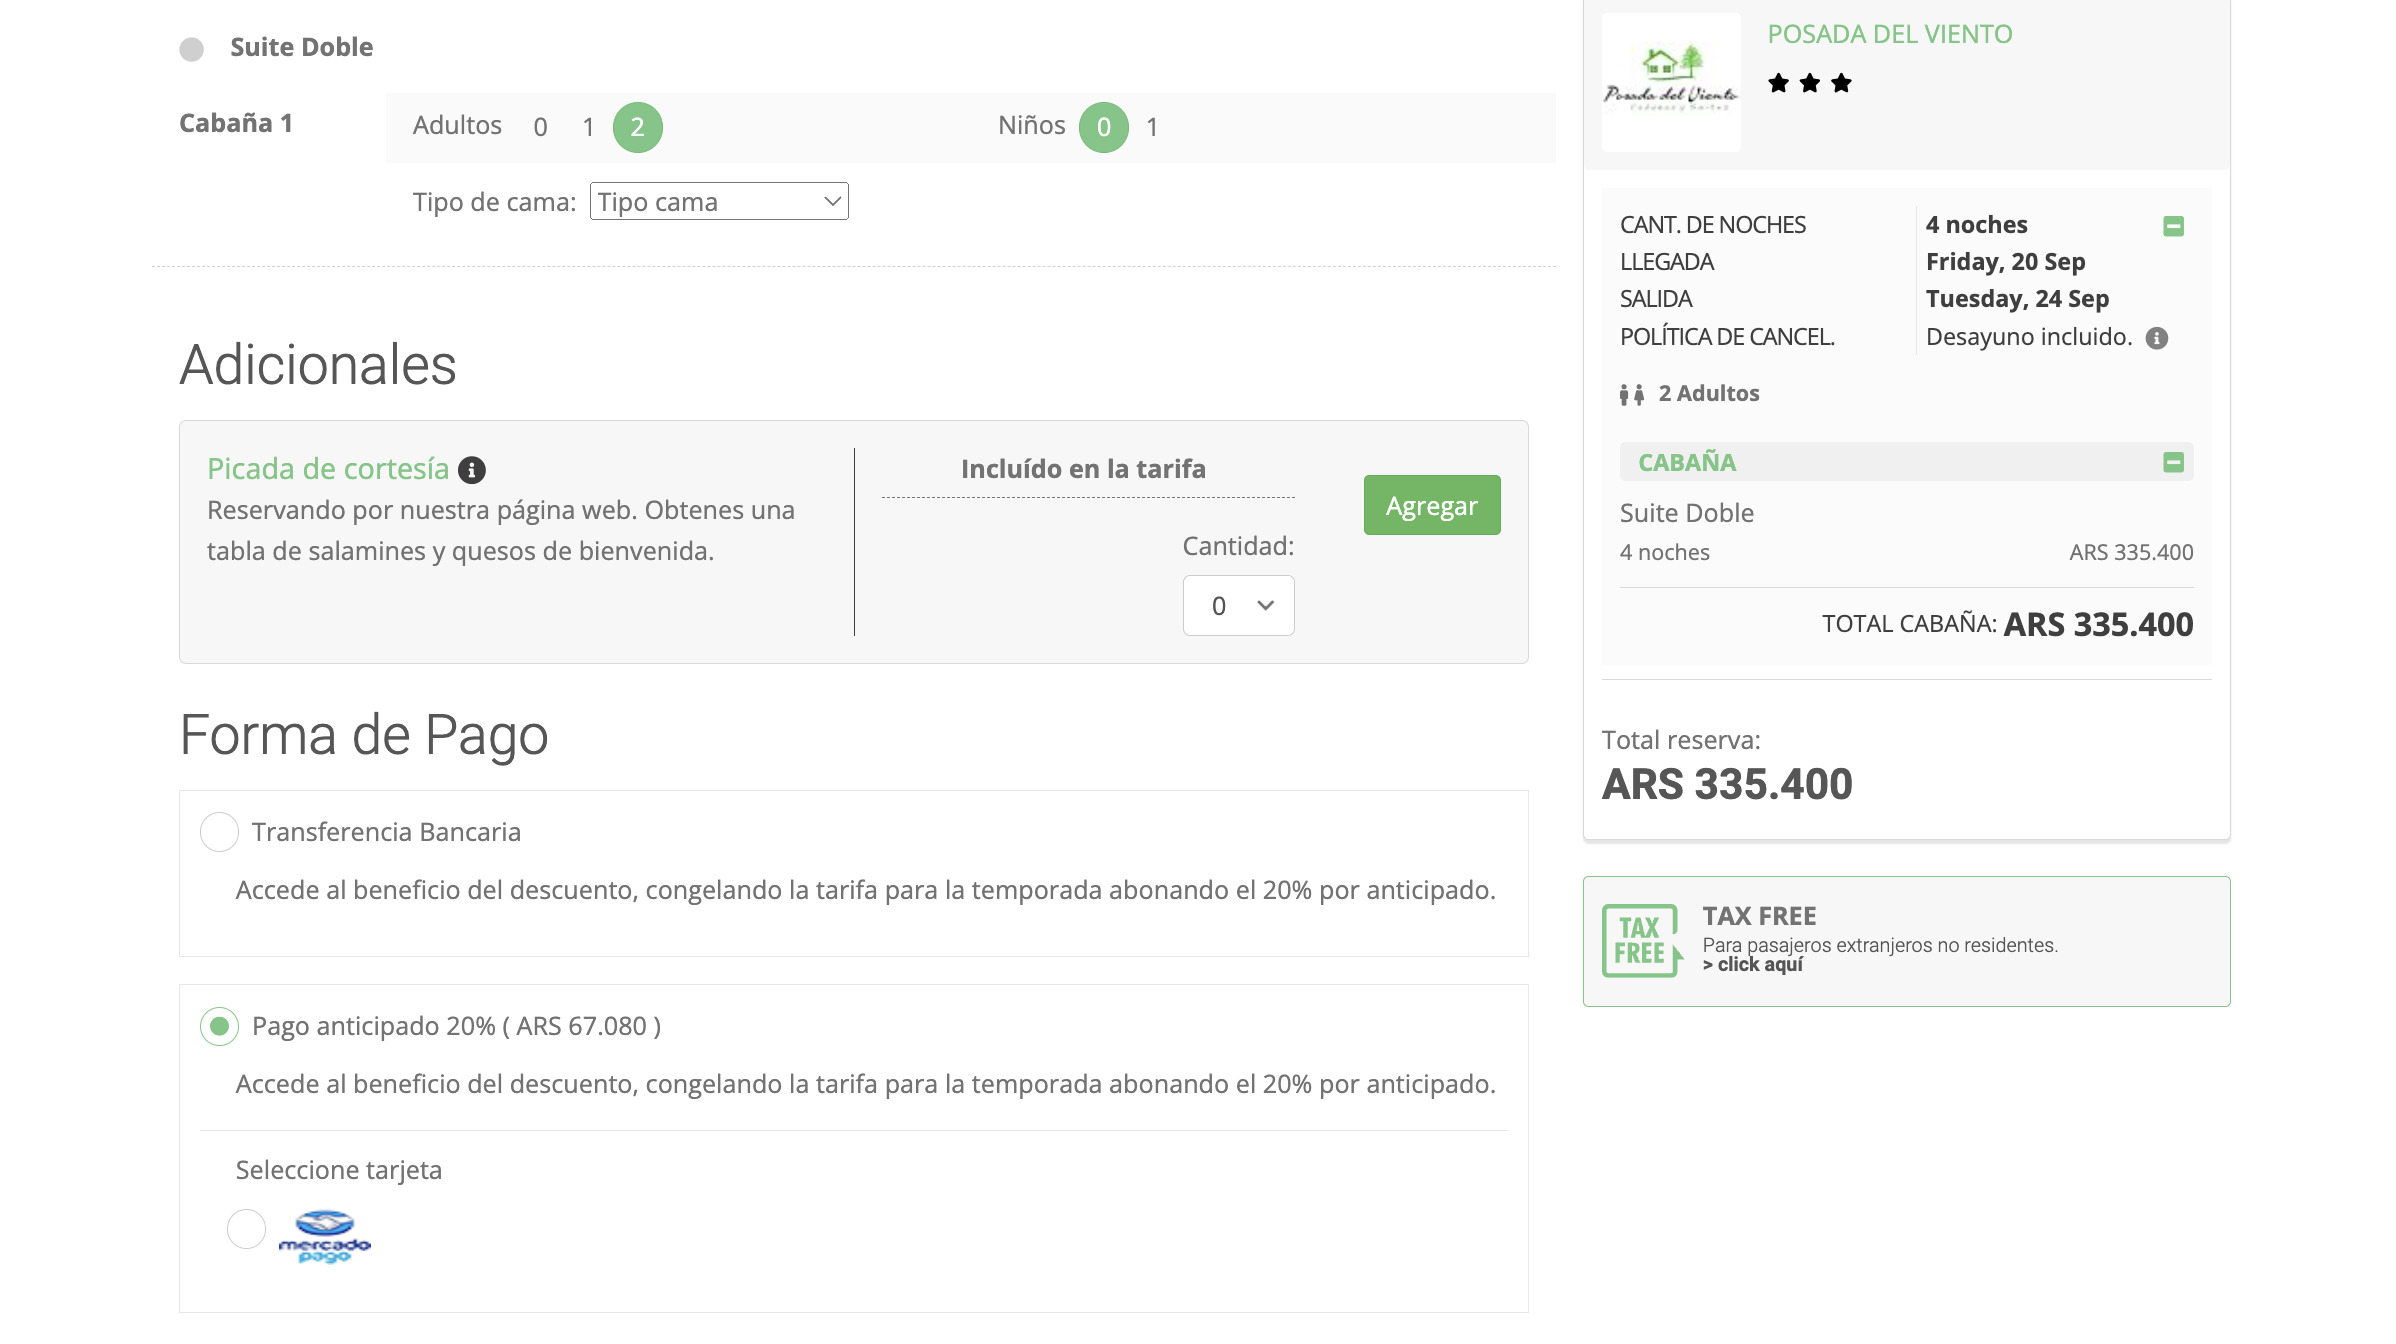 Suite Doble
Cabaña 1
Adultos 0 1 2
Niños 0 1
Tipo de cama: Tipo cama
Adicionales
Picada de cortesía
Reservando por nuestra página web. Obtenes una
tabla de salamines y quesos de bienvenida.
Incluído en la tarifa
Cantidad:
0
Agregar
Forma de Pago
Transferencia Bancaria
Accede al beneficio del descuento, congelando la tarifa para la temporada abonando el 20% por anticipado.
Pago anticipado 20% ( ARS 67.080 )
Accede al beneficio del descuento, congelando la tarifa para la temporada abonando el 20% por anticipado.
Seleccione tarjeta
mercado
pago
Posada del Viento
POSADA DEL VIENTO
CANT. DE NOCHES 4 noches
LLEGADA Friday, 20 Sep
SALIDA Tuesday, 24 Sep
POLÍTICA DE CANCEL. Desayuno incluido.
2 Adultos
CABAÑA
Suite Doble
4 noches ARS 335.400
TOTAL CABAÑA: ARS 335.400
Total reserva:
ARS 335.400
TAX
FREE
TAX FREE
Para pasajeros extranjeros no residentes.
> click aquí